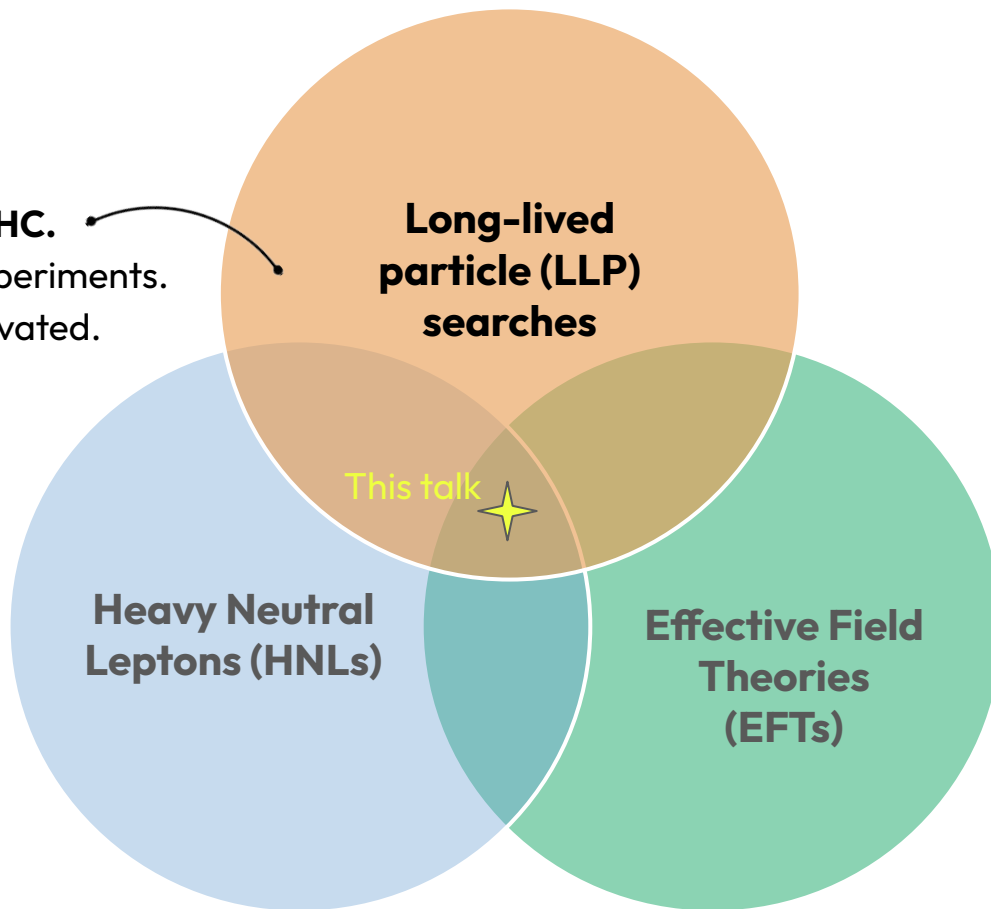 HC.
periments.
vated.
Long-lived
particle (LLP)
searches
This talk
Heavy Neutral
Leptons (HNLs)
Effective Field
Theories
(EFTs)